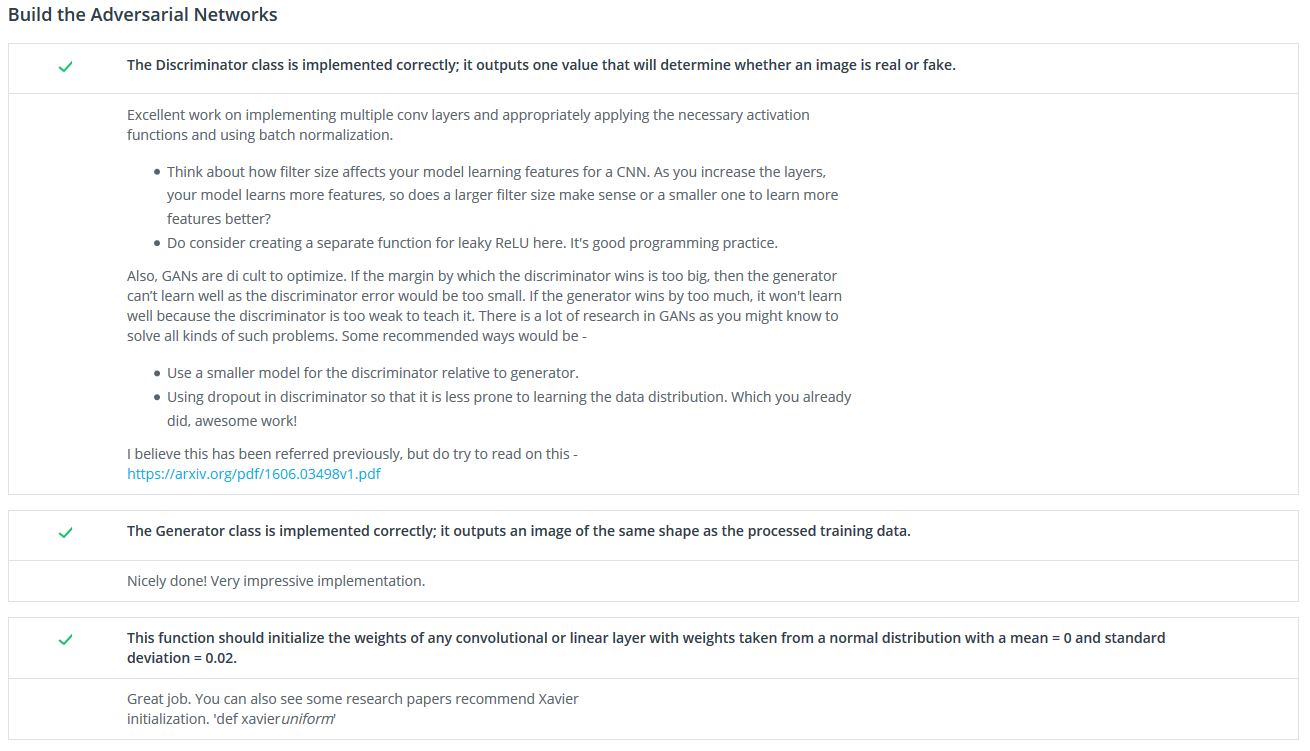 Build the Adversarial Networks
The Discriminator class is implemented correctly; it outputs one value that will determine whether an image is real or fake.
Excellent work on implementing multiple conv layers and appropriately applying the necessary activation
functions and using batch normalization.
• Think about how filter size affects your model learning features for a CNN. As you increase the layers,
your model learns more features, so does a larger filter size make sense or a smaller one to learn more
features better?
• Do consider creating a separate function for leaky ReLU here. It's good programming practice.
Also, GANs are di cult to optimize. If the margin by which the discriminator wins is too big, then the generator
can’t learn well as the discriminator error would be too small. If the generator wins by too much, it won't learn
well because the discriminator is too weak to teach it. There is a lot of research in GANs as you might know to
solve all kinds of such problems. Some recommended ways would be -
• Use a smaller model for the discriminator relative to generator.
• Using dropout in discriminator so that it is less prone to learning the data distribution. Which you already
did, awesome work!
I believe this has been referred previously, but do try to read on this -
https://arxiv.org/pdf/1606.03498v1.pdf
The Generator class is implemented correctly; it outputs an image of the same shape as the processed training data.
Nicely done! Very impressive implementation.
This function should initialize the weights of any convolutional or linear layer with weights taken from a normal distribution with a mean = 0 and standard
deviation = 0.02.
Great job. You can also see some research papers recommend Xavier
initialization. 'def xavieruniform'